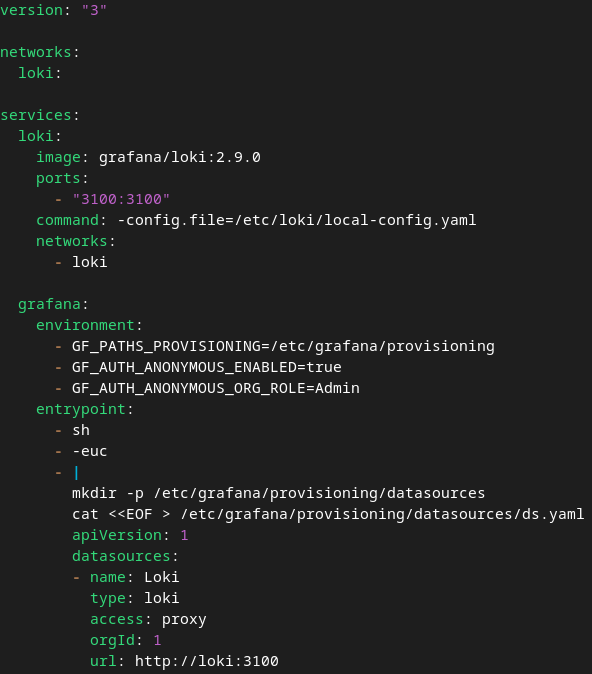 version: "3"

networks:
  loki:

services:
  loki:
    image: grafana/loki:2.9.0
    ports:
      - "3100:3100"
    command: -config.file=/etc/loki/local-config.yaml
    networks:
      - loki

  grafana:
    environment:
      - GF_PATHS_PROVISIONING=/etc/grafana/provisioning
      - GF_AUTH_ANONYMOUS_ENABLED=true
      - GF_AUTH_ANONYMOUS_ORG_ROLE=Admin
    entrypoint:
      - sh
      - -euc
      - |
        mkdir -p /etc/grafana/provisioning/datasources
        cat <<EOF > /etc/grafana/provisioning/datasources/ds.yaml
        apiVersion: 1
        datasources:
        - name: Loki
          type: loki
          access: proxy
          orgId: 1
          url: http://loki:3100